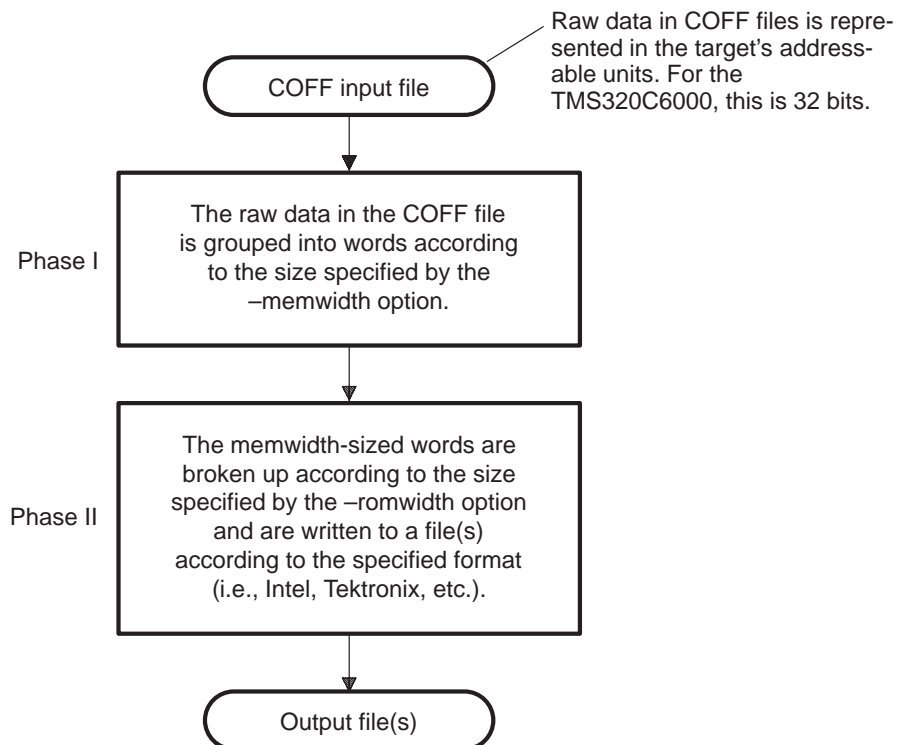 Raw data in COFF files is repre-
sented in the target's address-
able units. For the
TMS320C6000, this is 32 bits.
COFF input file
Phase I
The raw data in the COFF file
is grouped into words according
to the size specified by the
–memwidth option.
Phase II
The memwidth-sized words are
broken up according to the size
specified by the –romwidth option
and are written to a file(s)
according to the specified format
(i.e., Intel, Tektronix, etc.).
Output file(s)